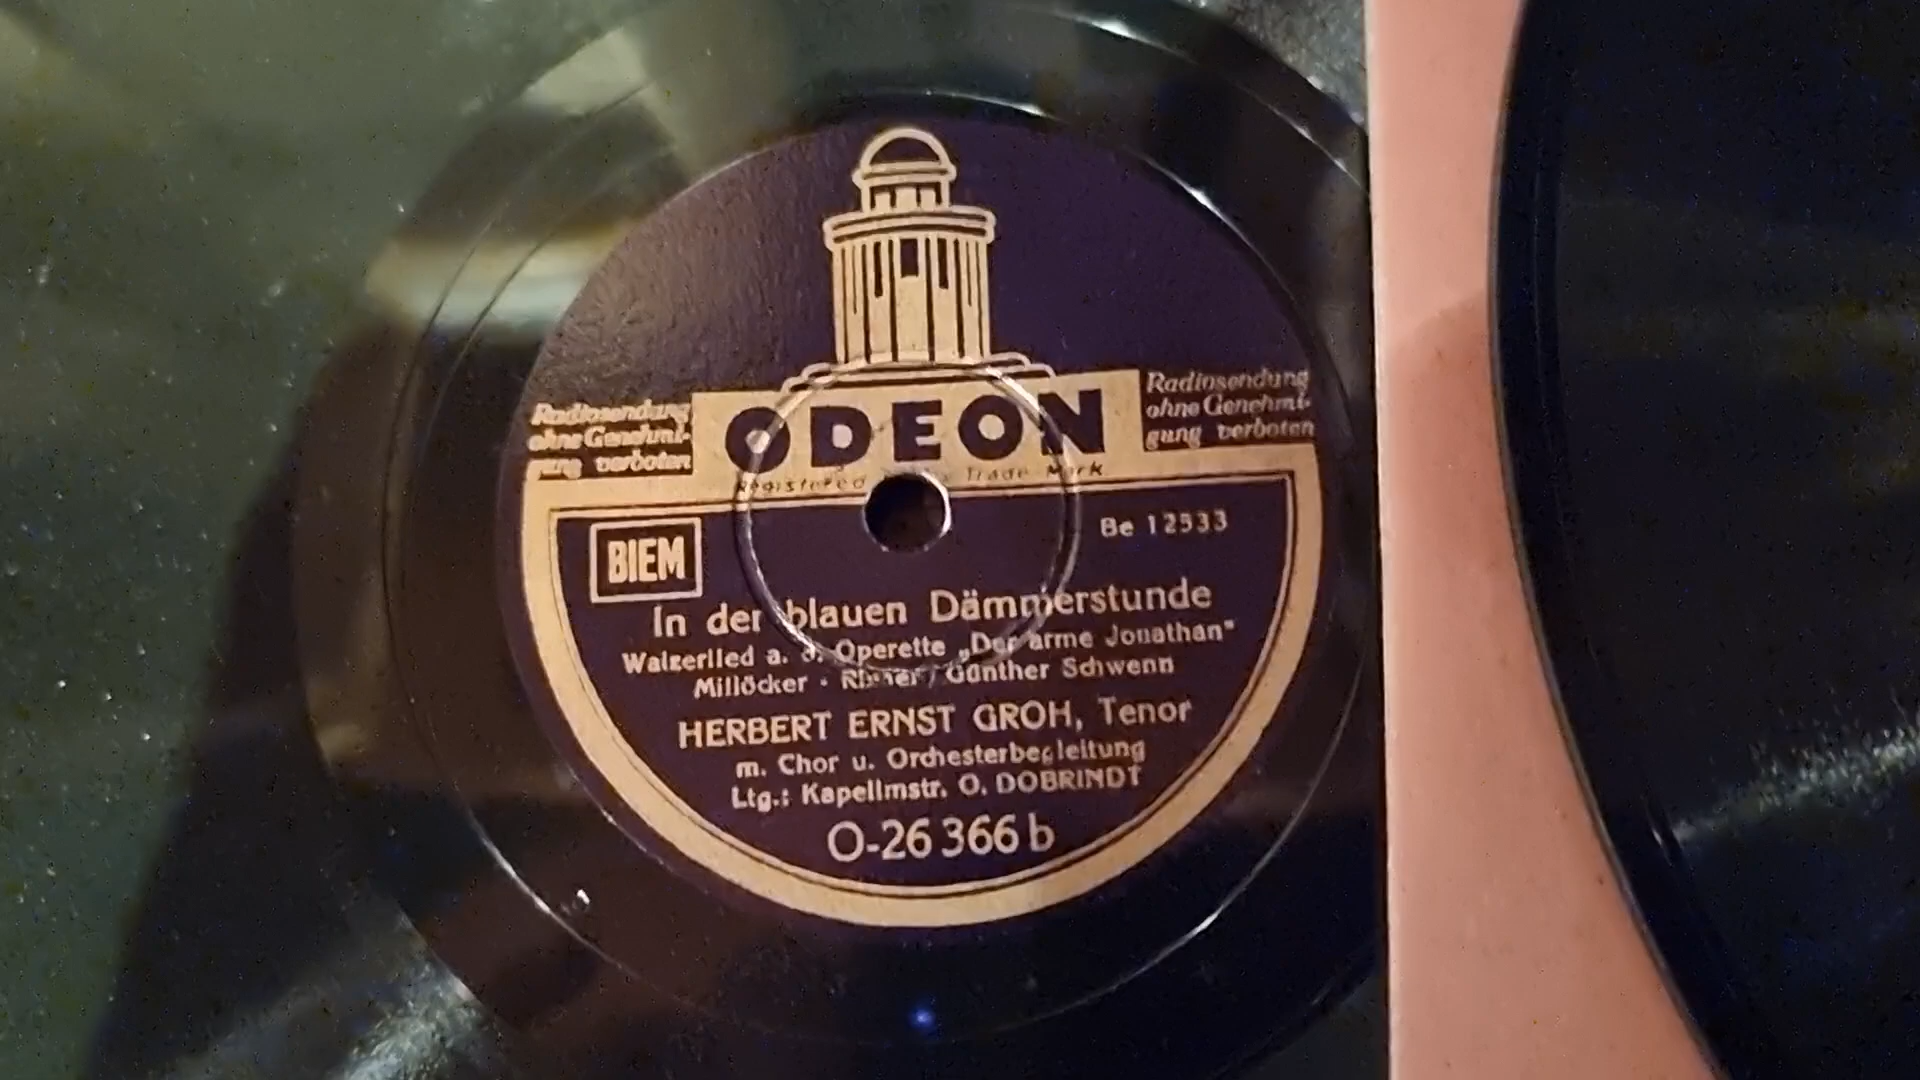 Radiosendung
ohne Genehmi-
gung verboten
ODEON
Radiosendung
ohne Genehmi-
gung verboten
Registered Trade Mark
BIEM
Be 12533
In der blauen Dämmerstunde
Walzerlied a. d. Operette „Der arme Jonathan"
Millöcker - Günther Schwenn
HERBERT ERNST GROH, Tenor
m. Chor u. Orchesterbegleitung
Ltg.: Kapellmstr. O. DOBRINDT
O-26 366 b